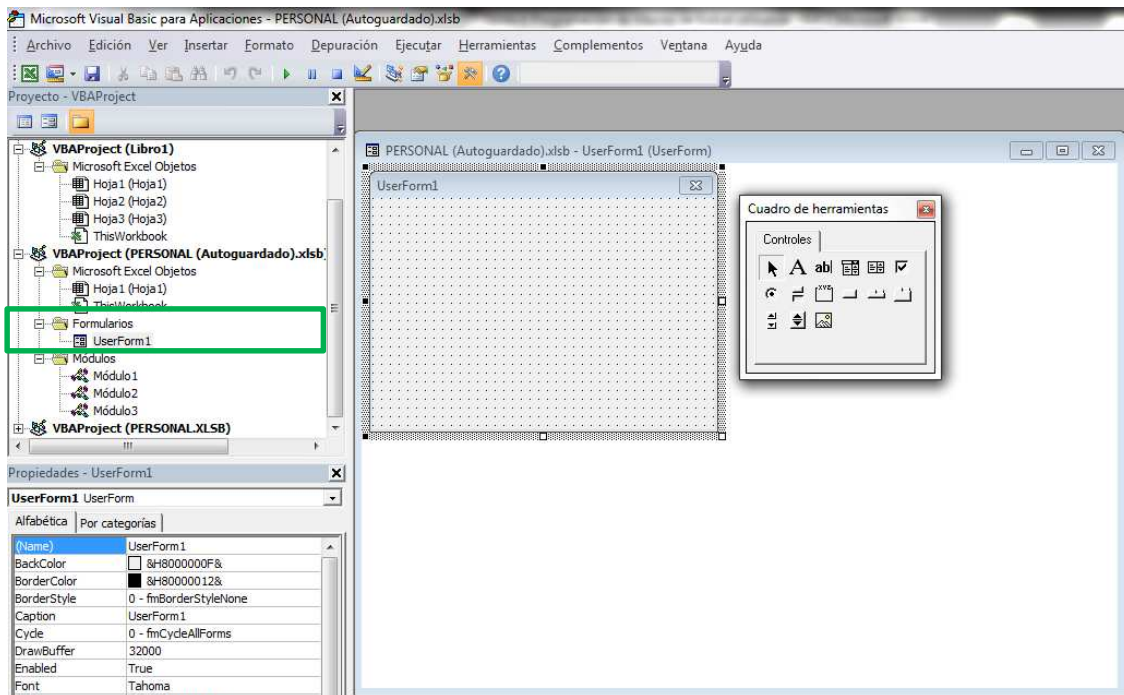 Microsoft Visual Basic para Aplicaciones - PERSONAL (Autoguardado).xlsb
Archivo Edición Ver Insertar Formato Depuración Ejecutar Herramientas Complementos Ventana Ayuda
Proyecto - VBAProject
VBAProject (Libro1)
Microsoft Excel Objetos
Hoja1 (Hoja1)
Hoja2 (Hoja2)
Hoja3 (Hoja3)
ThisWorkbook
VBAProject (PERSONAL (Autoguardado).xlsb)
Microsoft Excel Objetos
Hoja1 (Hoja1)
ThisWorkbook
Formularios
UserForm1
Módulos
Módulo1
Módulo2
Módulo3
VBAProject (PERSONAL.XLSB)
Propiedades - UserForm1
UserForm1 UserForm
Alfabética Por categorías
(Name) UserForm1
BackColor &H8000000F&
BorderColor &H80000012&
BorderStyle 0 - fmBorderStyleNone
Caption UserForm1
Cycle 0 - fmCycleAllForms
DrawBuffer 32000
Enabled True
Font Tahoma
PERSONAL (Autoguardado).xlsb - UserForm1 (UserForm)
UserForm1
Cuadro de herramientas
Controles
A ab|
XYZ